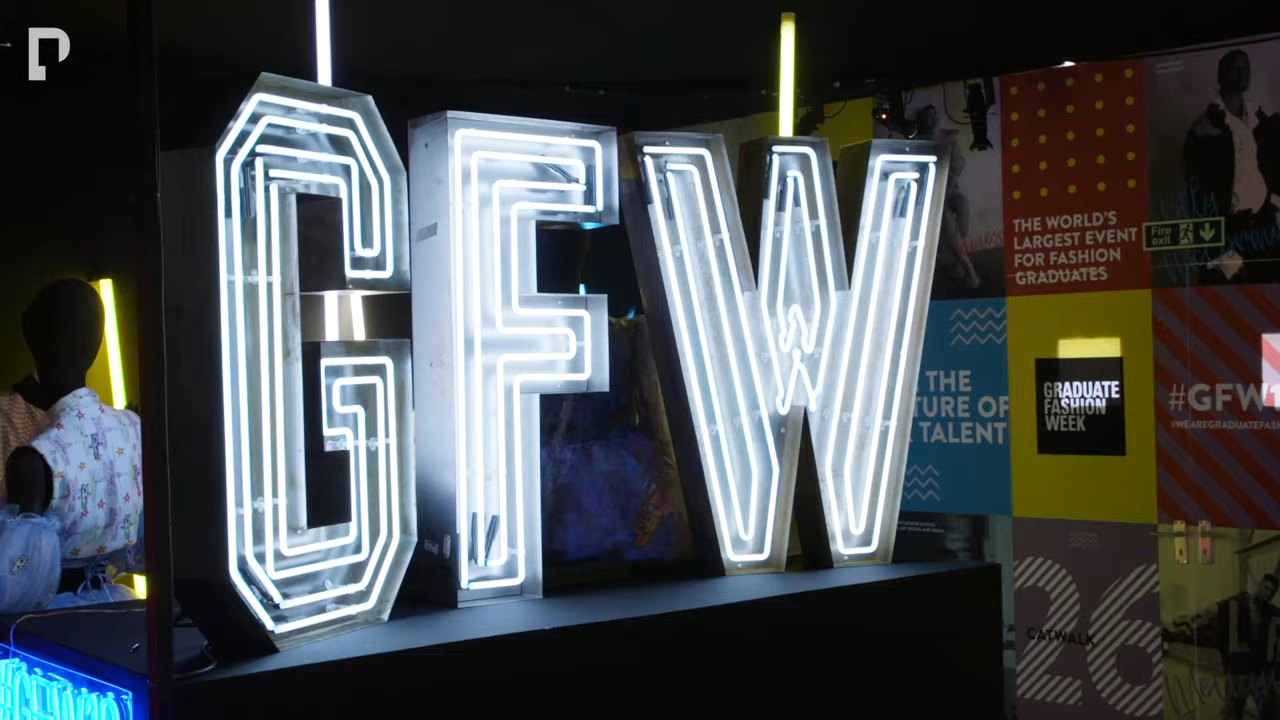 GFW
THE WORLD'S
LARGEST EVENT
FOR FASHION
GRADUATES
Fire
exit
THE
TURE OF
TALENT
GRADUATE
FASHION
WEEK
#GFW
#WEAREGRADUATEFAS
26
CATWALK